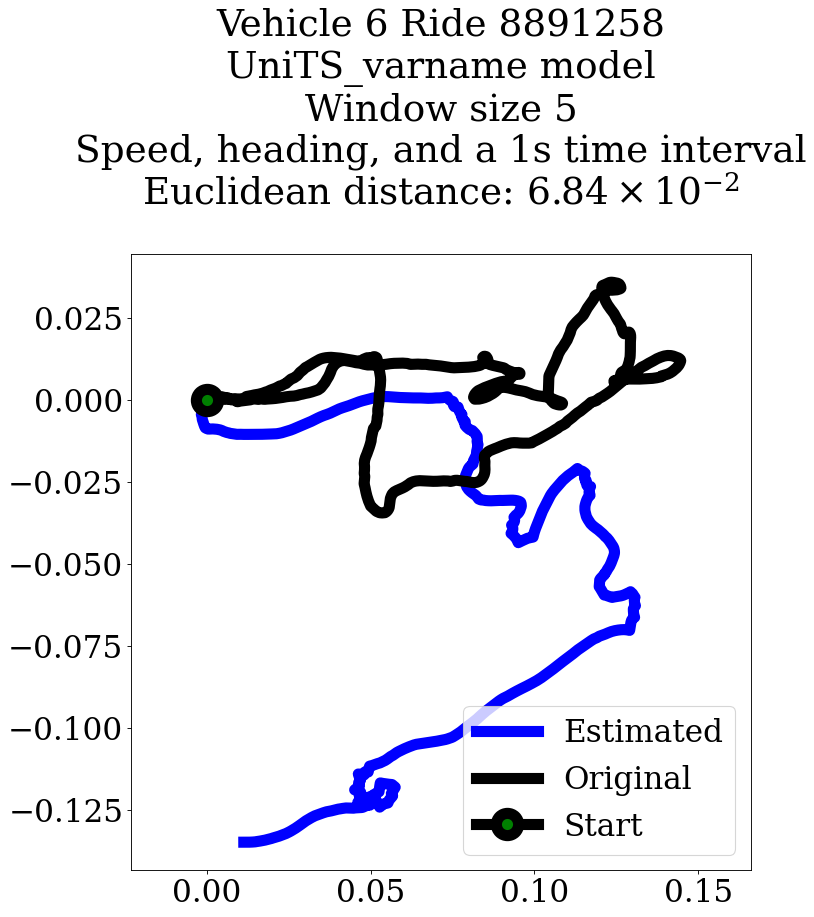 Vehicle 6 Ride 8891258
UniTS_varname model
Window size 5
Speed, heading, and a 1s time interval
Euclidean distance: 6.84 × 10⁻²
0.025
0.000
−0.025
−0.050
−0.075
−0.100
−0.125
Estimated
Original
Start
0.00 0.05 0.10 0.15